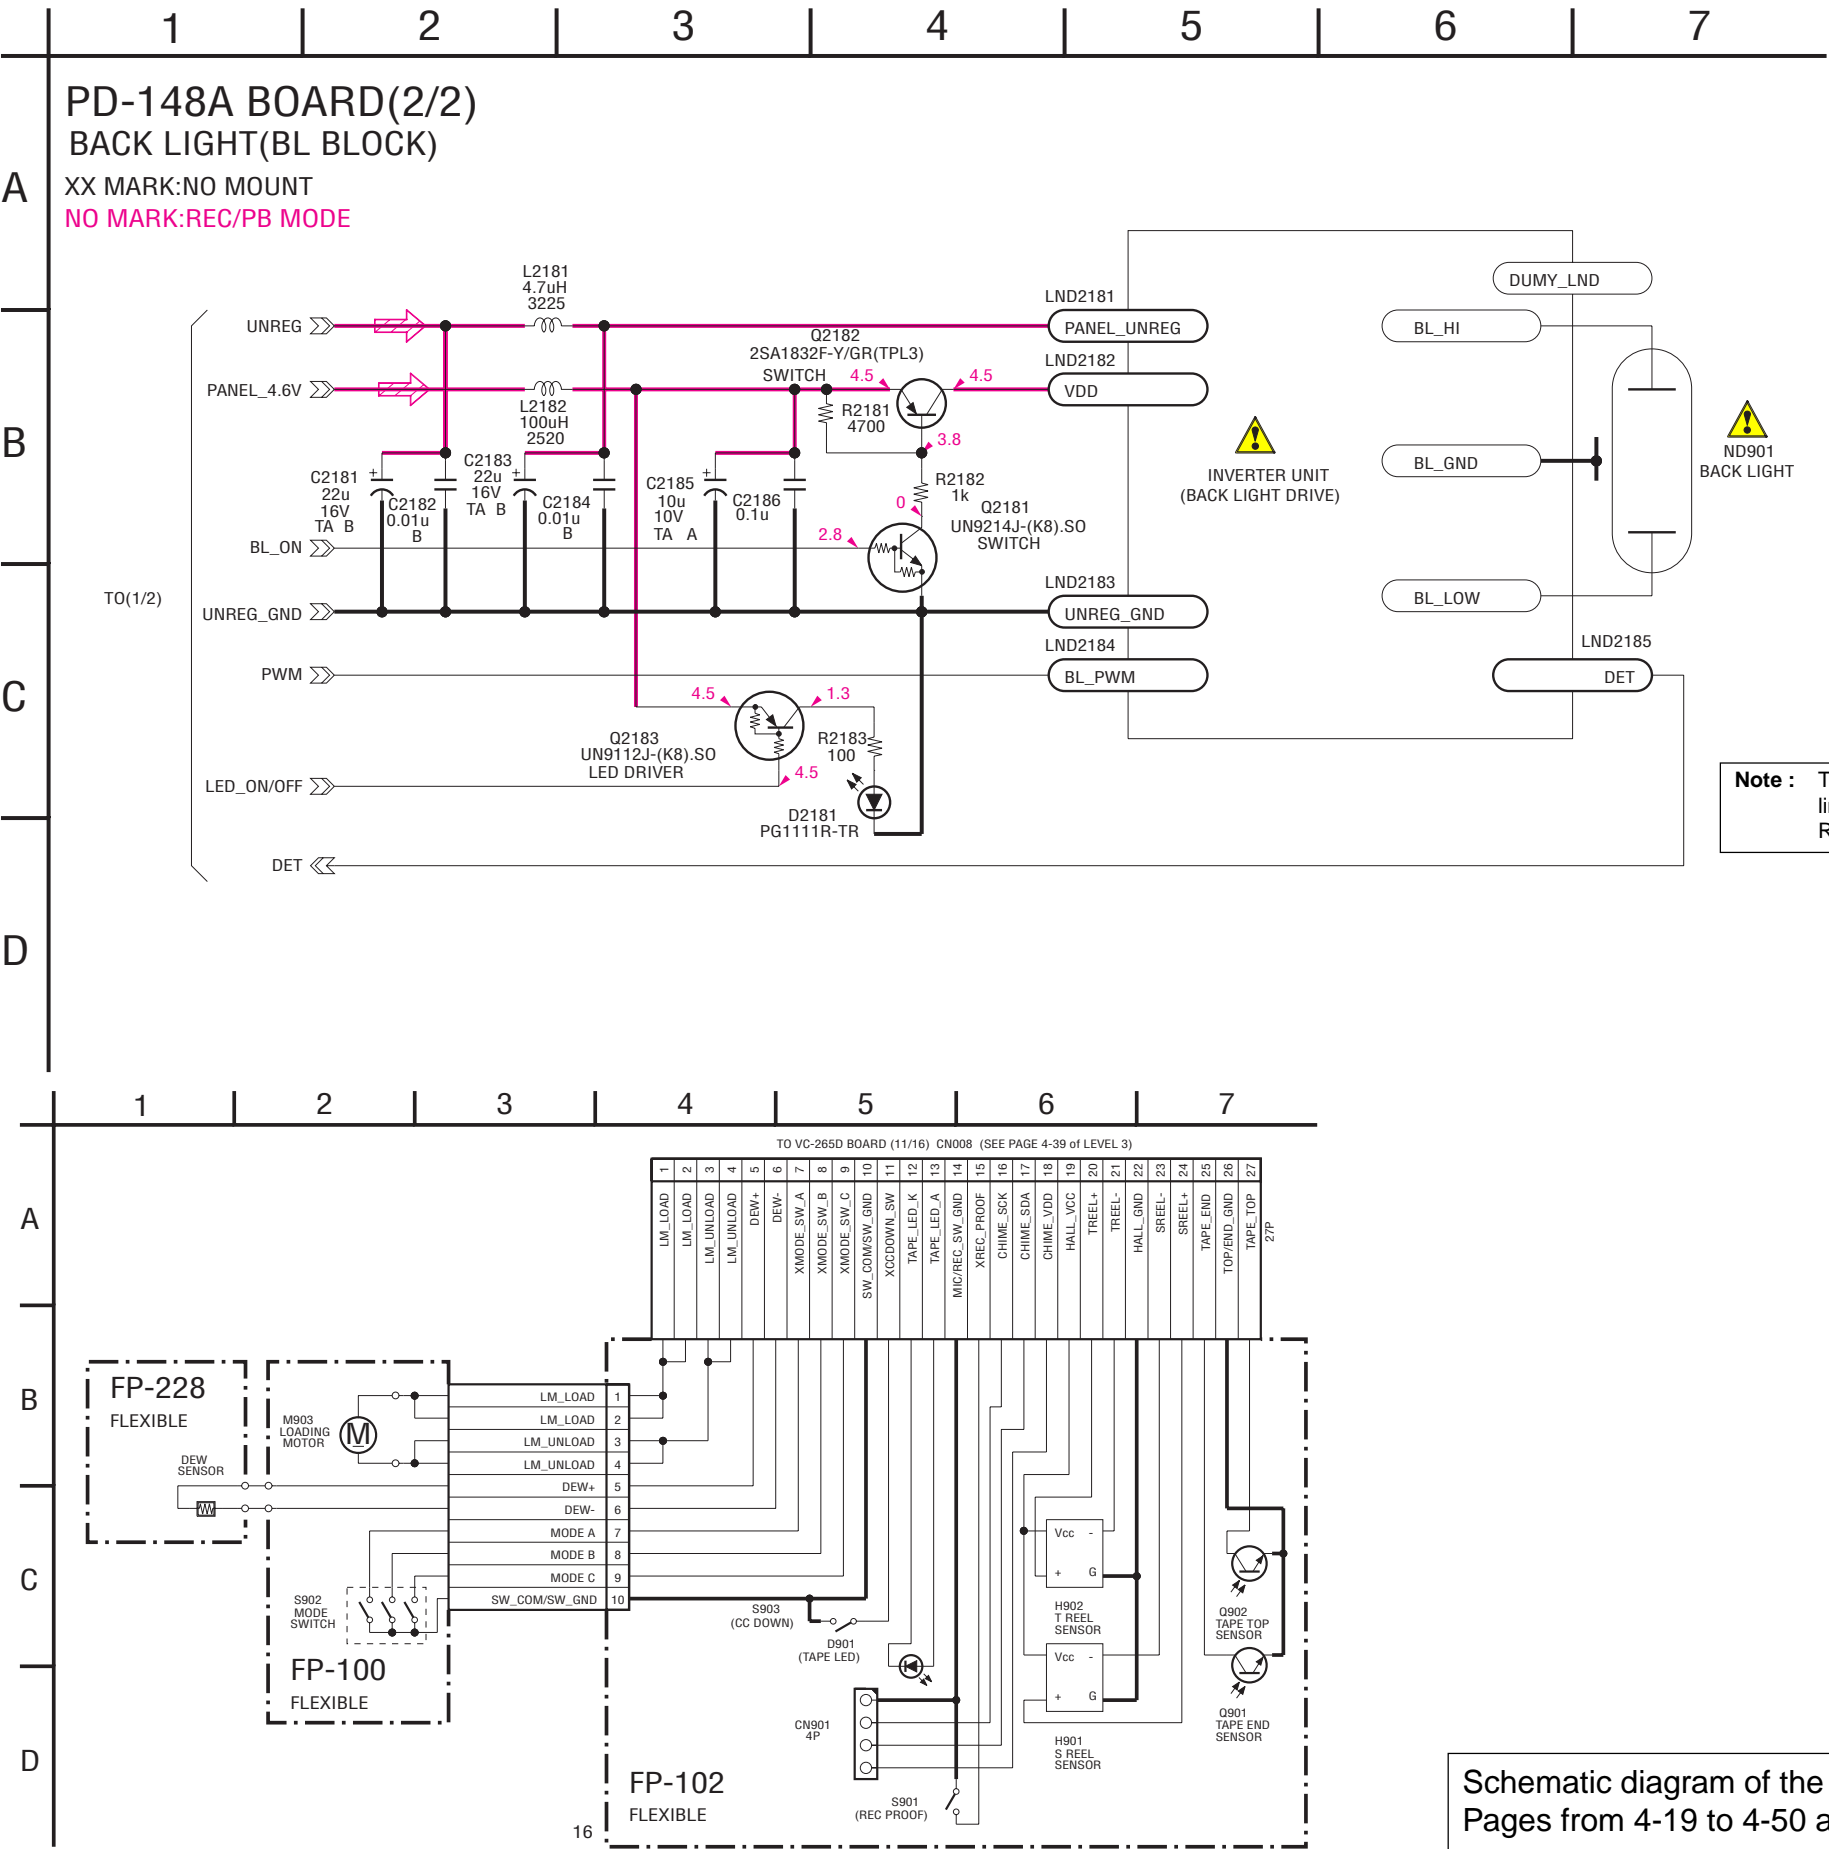 1 2 3 4 5 6 7
PD-148A BOARD(2/2)
BACK LIGHT(BL BLOCK)
A
XX MARK:NO MOUNT
NO MARK:REC/PB MODE
L2181
4.7uH
3225
DUMY_LND
LND2181
UNREG
PANEL_UNREG
BL_HI
Q2182
2SA1832F-Y/GR(TPL3)
SWITCH
4.5
4.5
LND2182
PANEL_4.6V
VDD
L2182
100uH
2520
R2181
4700
3.8
B
INVERTER UNIT
(BACK LIGHT DRIVE)
BL_GND
ND901
BACK LIGHT
C2181
22u
16V
TA B
C2182
0.01u
B
C2183
22u
16V
TA B
C2184
0.01u
B
C2185
10u
10V
TA A
C2186
0.1u
R2182
1k
0
Q2181
UN9214J-(K8).SO
SWITCH
2.8
BL_ON
TO(1/2)
LND2183
UNREG_GND
UNREG_GND
BL_LOW
LND2184
LND2185
PWM
BL_PWM
DET
C
4.5
1.3
Q2183
UN9112J-(K8).SO
LED DRIVER
R2183
100
4.5
LED_ON/OFF
D2181
PG1111R-TR
Note :
DET
D
1 2 3 4 5 6 7
TO VC-265D BOARD (11/16) CN008 (SEE PAGE 4-39 of LEVEL 3)
1 2 3 4 5 6 7 8 9 10 11 12 13 14 15 16 17 18 19 20 21 22 23 24 25 26 27
LM_LOAD
LM_LOAD
LM_UNLOAD
LM_UNLOAD
DEW+
DEW-
XMODE_SW_A
XMODE_SW_B
XMODE_SW_C
SW_COM/SW_GND
XCCDOWN_SW
TAPE_LED_K
TAPE_LED_A
MIC/REC_SW_GND
XREC_PROOF
CHIME_SCK
CHIME_SDA
CHIME_VDD
HALL_VCC
TREEL+
TREEL-
HALL_GND
SREEL-
SREEL+
TAPE_END
TOP/END_GND
TAPE_TOP
27P
A
B
FP-228
FLEXIBLE
DEW
SENSOR
M903
LOADING
MOTOR
M
LM_LOAD 1
LM_LOAD 2
LM_UNLOAD 3
LM_UNLOAD 4
DEW+ 5
DEW- 6
MODE A 7
MODE B 8
MODE C 9
SW_COM/SW_GND 10
C
S902
MODE
SWITCH
FP-100
FLEXIBLE
S903
(CC DOWN)
D901
(TAPE LED)
Vcc -
+ G
H902
T REEL
SENSOR
Vcc -
+ G
H901
S REEL
SENSOR
Q902
TAPE TOP
SENSOR
Q901
TAPE END
SENSOR
CN901
4P
D
FP-102
FLEXIBLE
S901
(REC PROOF)
16
Schematic diagram of the
Pages from 4-19 to 4-50 a